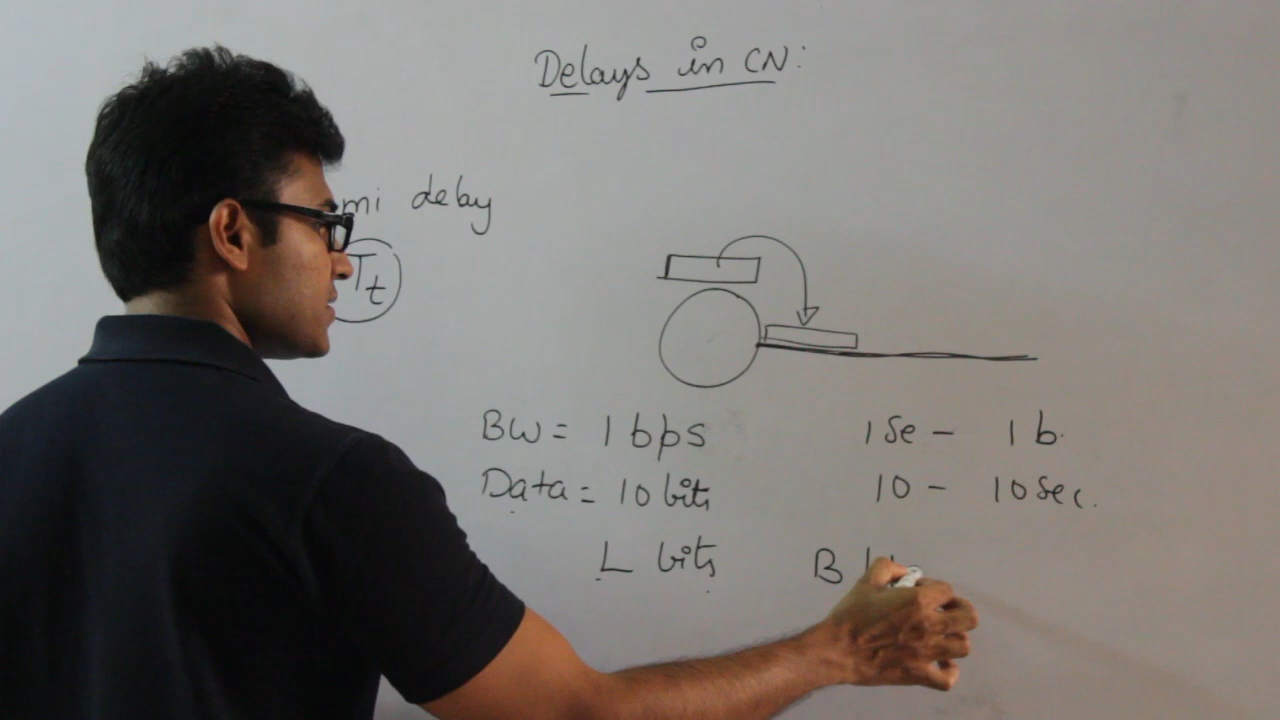 Delays in CN:
mi delay
Tt
BW = 1 bps 1 Se - 1 b.
Data = 10 bits 10 - 10 Sec.
L bits B